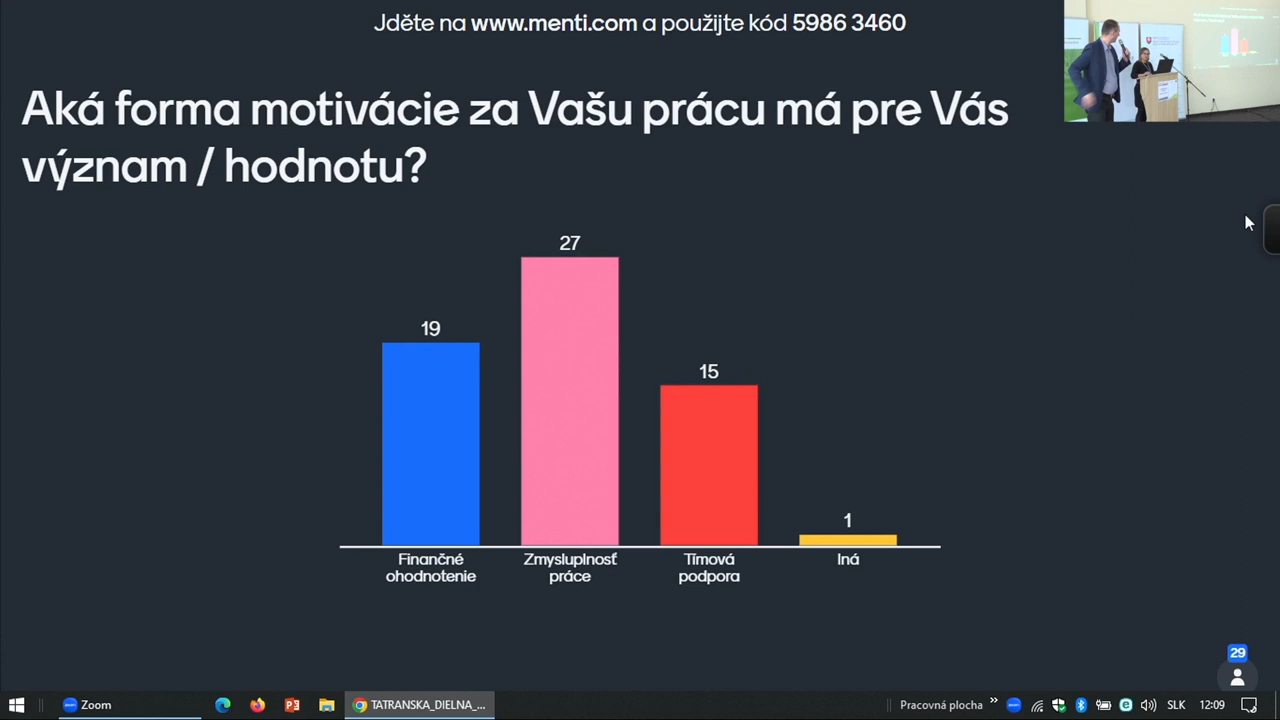 Jděte na www.menti.com a použijte kód 5986 3460
Aká forma motivácie za Vašu prácu má pre Vás
význam / hodnotu?
27
19
15
1
Finančné
ohodnotenie
Zmysluplnosť
práce
Tímová
podpora
Iná
29
Zoom
TATRANSKA_DIELNA_...
Pracovná plocha
SLK
12:09